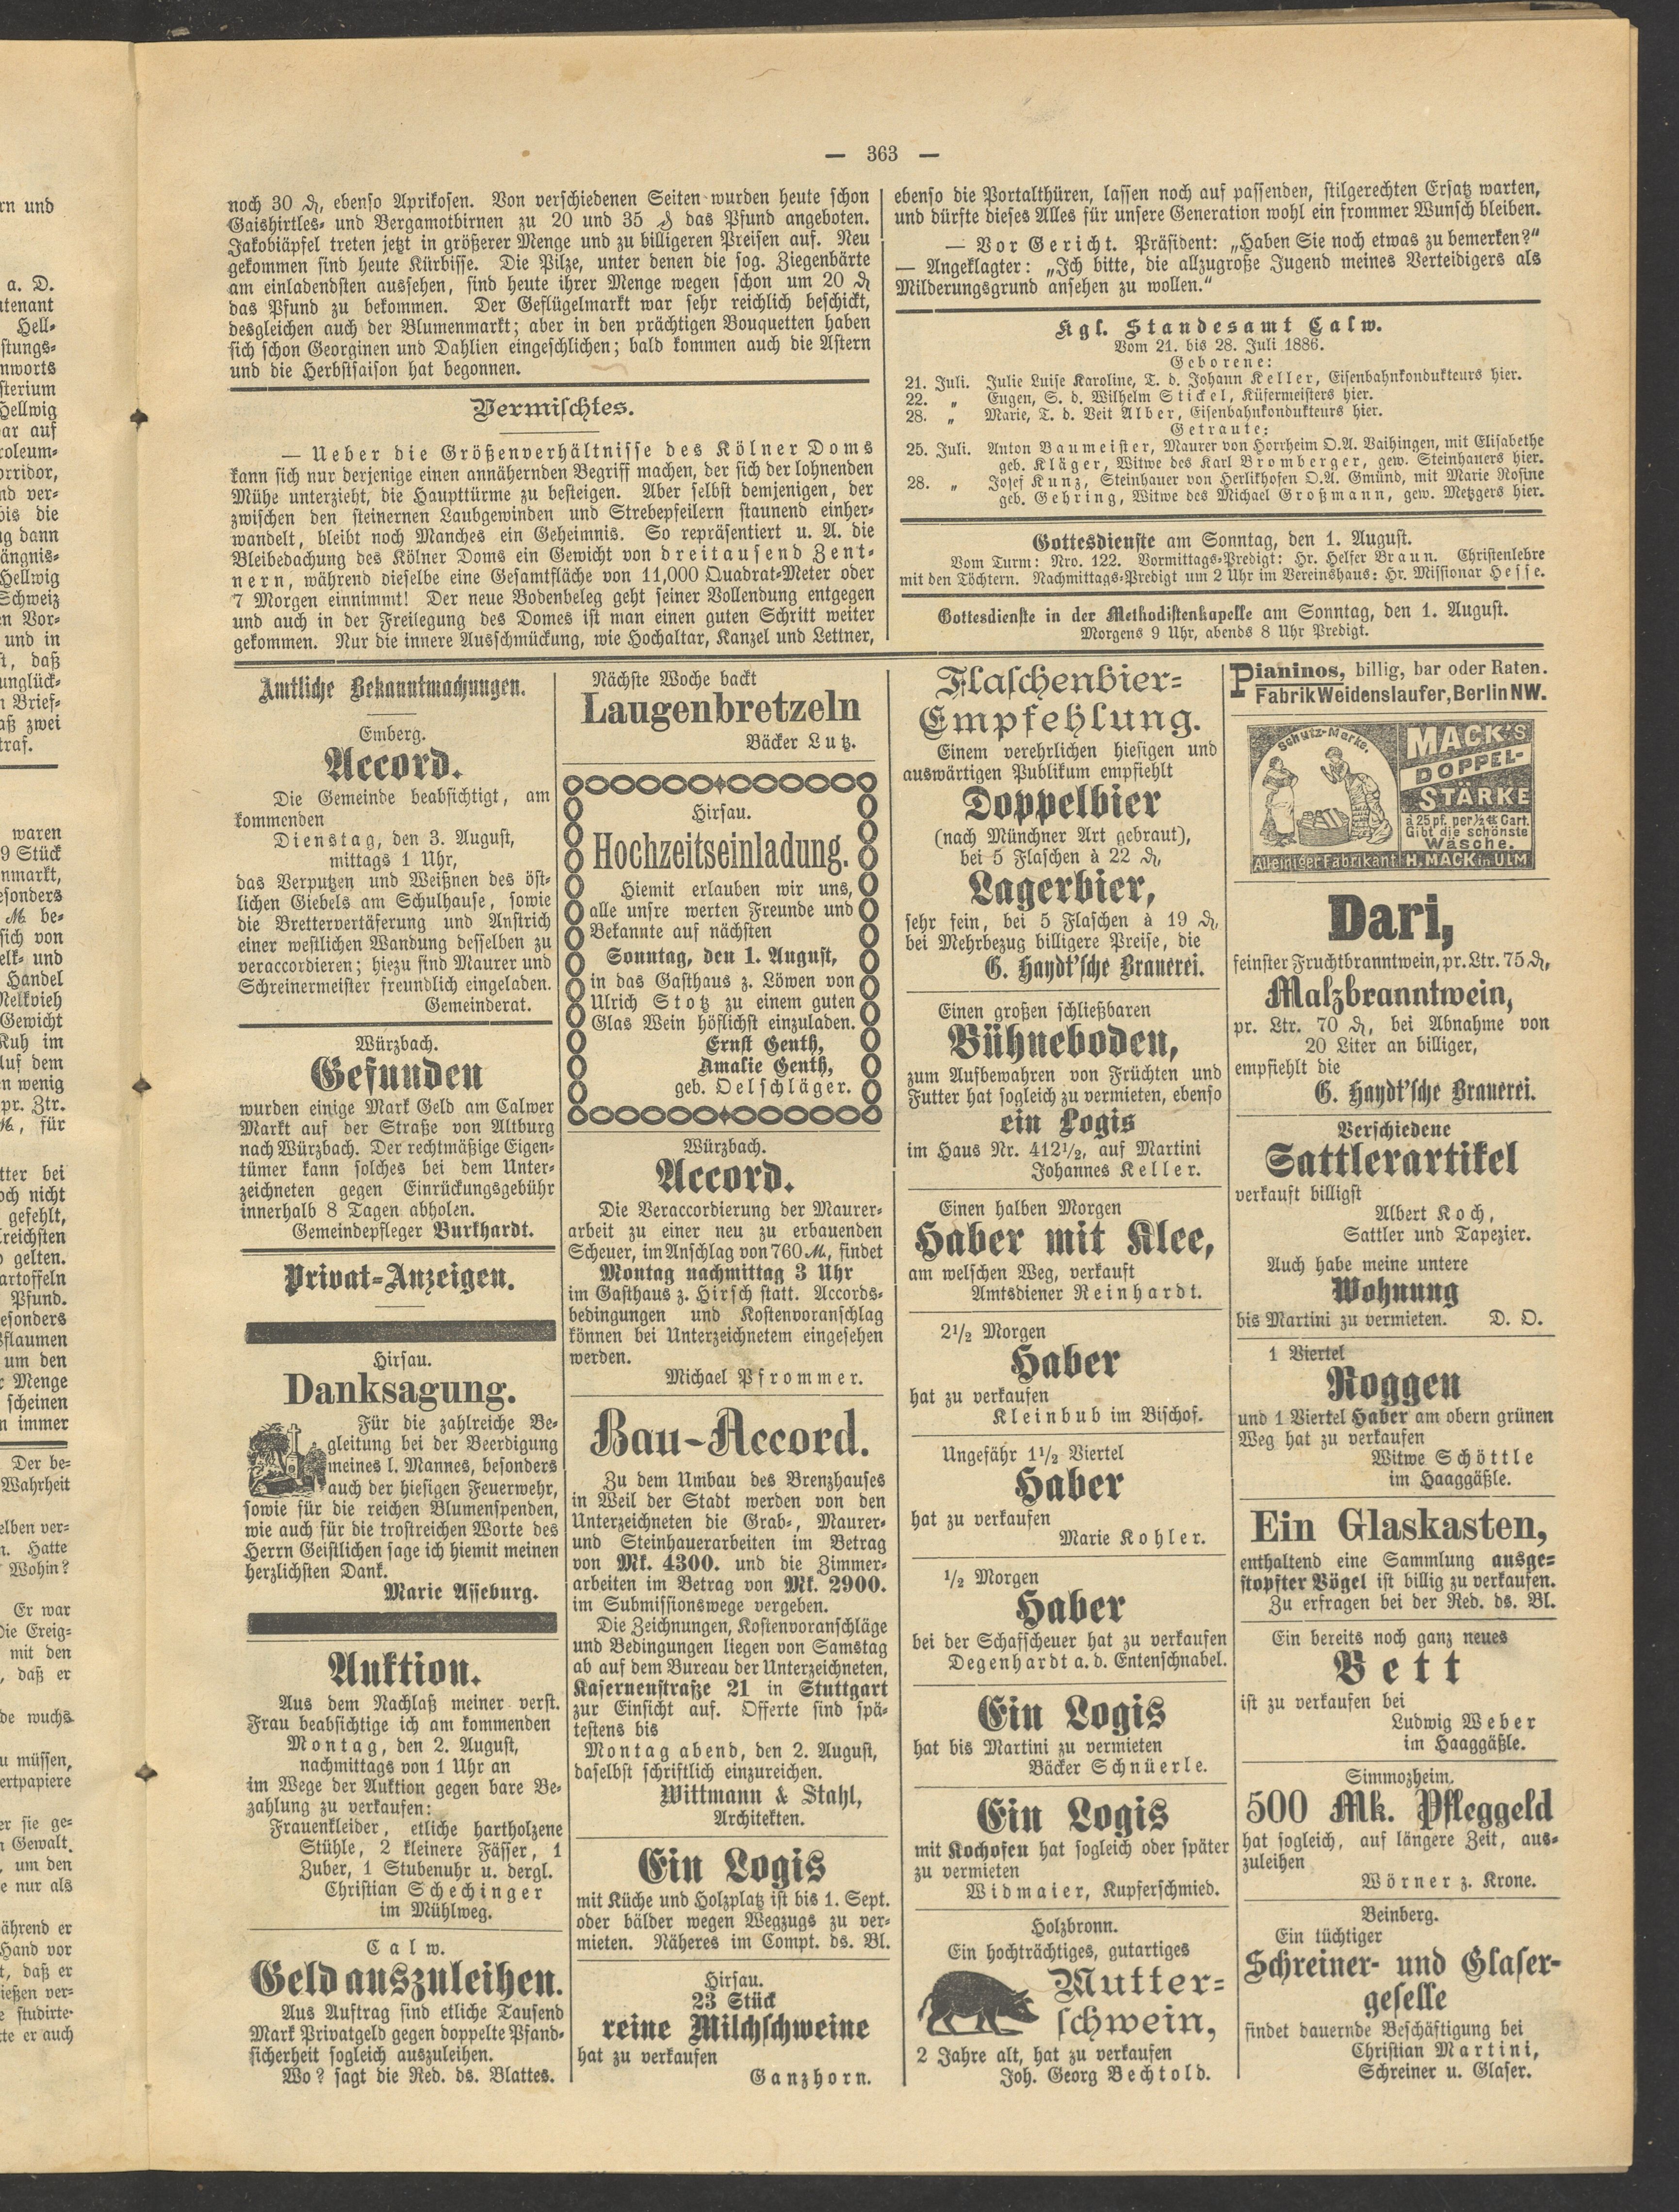 — 363 —
noch 30 ₰, ebenso Aprikosen. Von verschiedenen Seiten wurden heute schon
Gaishirtles- und Bergamotbirnen zu 20 und 35 ₰ das Pfund angeboten.
Jakobiäpfel treten jetzt in größerer Menge und zu billigeren Preisen auf. Neu
gekommen sind heute Kürbisse. Die Pilze, unter denen die sog. Ziegenbärte
am einladendsten aussehen, sind heute ihrer Menge wegen schon um 20 ₰
das Pfund zu bekommen. Der Geflügelmarkt war sehr reichlich beschickt,
desgleichen auch der Blumenmarkt; aber in den prächtigen Bouquetten haben
sich schon Georginen und Dahlien eingeschlichen; bald kommen auch die Astern
und die Herbstsaison hat begonnen.
Vermischtes.
— Ueber die Größenverhältnisse des Kölner Doms
kann sich nur derjenige einen annähernden Begriff machen, der sich der lohnenden
Mühe unterzieht, die Haupttürme zu besteigen. Aber selbst demjenigen, der
zwischen den steinernen Laubgewinden und Strebepfeilern staunend einher-
wandelt, bleibt noch Manches ein Geheimnis. So repräsentiert u. A. die
Bleibedachung des Kölner Doms ein Gewicht von dreitausend Zent-
nern, während dieselbe eine Gesamtfläche von 11,000 Quadrat-Meter oder
7 Morgen einnimmt! Der neue Bodenbeleg geht seiner Vollendung entgegen
und auch in der Freilegung des Domes ist man einen guten Schritt weiter
gekommen. Nur die innere Ausschmückung, wie Hochaltar, Kanzel und Lettner,
ebenso die Portalthüren, lassen noch auf passenden, stilgerechten Ersatz warten,
und dürfte dieses Alles für unsere Generation wohl ein frommer Wunsch bleiben.
— Vor Gericht. Präsident: „Haben Sie noch etwas zu bemerken?“
— Angeklagter: „Ich bitte, die allzugroße Jugend meines Verteidigers als
Milderungsgrund ansehen zu wollen.“
Kgl. Standesamt Calw.
Vom 21. bis 28. Juli 1886.
Geborene:
21. Juli. Julie Luise Karoline, T. d. Johann Keller, Eisenbahnkondukteurs hier.
22. „ Eugen, S. d. Wilhelm Stickel, Küfermeisters hier.
28. „ Marie, T. d. Veit Alber, Eisenbahnkondukteurs hier.
Getraute:
25. Juli. Anton Baumeister, Maurer von Horrheim O.A. Vaihingen, mit Elisabethe
geb. Kläger, Witwe des Karl Bromberger, gew. Steinhauers hier.
28. „ Josef Kunz, Steinhauer von Herlikhofen O.A. Gmünd, mit Marie Rosine
geb. Gehring, Witwe des Michael Großmann, gew. Metzgers hier.
Gottesdienste am Sonntag, den 1. August.
Vom Turm: Nro. 122. Vormittags-Predigt: Hr. Helfer Braun. Christenlehre
mit den Töchtern. Nachmittags-Predigt um 2 Uhr im Vereinshaus: Hr. Missionar Hesse.
Gottesdienste in der Methodistenkapelle am Sonntag, den 1. August.
Morgens 9 Uhr, abends 8 Uhr Predigt.
Amtliche Bekanntmachungen.
Emberg.
Accord.
Die Gemeinde beabsichtigt, am
kommenden
Dienstag, den 3. August,
mittags 1 Uhr,
das Verputzen und Weißnen des öst-
lichen Giebels am Schulhause, sowie
die Brettervertäferung und Anstrich
einer westlichen Wandung desselben zu
veraccordieren; hiezu sind Maurer und
Schreinermeister freundlich eingeladen.
Gemeinderat.
Würzbach.
Gefunden
wurden einige Mark Geld am Calwer
Markt auf der Straße von Altburg
nach Würzbach. Der rechtmäßige Eigen-
tümer kann solches bei dem Unter-
zeichneten gegen Einrückungsgebühr
innerhalb 8 Tagen abholen.
Gemeindepfleger Burkhardt.
Privat-Anzeigen.
Hirsau.
Danksagung.
Für die zahlreiche Be-
gleitung bei der Beerdigung
meines l. Mannes, besonders
auch der hiesigen Feuerwehr,
sowie für die reichen Blumenspenden,
wie auch für die trostreichen Worte des
Herrn Geistlichen sage ich hiemit meinen
herzlichsten Dank.
Marie Asseburg.
Auktion.
Aus dem Nachlaß meiner verst.
Frau beabsichtige ich am kommenden
Montag, den 2. August,
nachmittags von 1 Uhr an
im Wege der Auktion gegen bare Be-
zahlung zu verkaufen:
Frauenkleider, etliche hartholzene
Stühle, 2 kleinere Fässer, 1
Zuber, 1 Stubenuhr u. dergl.
Christian Schechinger
im Mühlweg.
Calw.
Geld auszuleihen.
Aus Auftrag sind etliche Tausend
Mark Privatgeld gegen doppelte Pfand-
sicherheit sogleich auszuleihen.
Wo? sagt die Red. ds. Blattes.
Nächste Woche backt
Laugenbretzeln
Bäcker Lutz.
Hirsau.
Hochzeitseinladung.
Hiemit erlauben wir uns,
alle unsre werten Freunde und
Bekannte auf nächsten
Sonntag, den 1. August,
in das Gasthaus z. Löwen von
Ulrich Stotz zu einem guten
Glas Wein höflichst einzuladen.
Ernst Genth,
Amalie Genth,
geb. Oelschläger.
Würzbach.
Accord.
Die Veraccordierung der Maurer-
arbeit zu einer neu zu erbauenden
Scheuer, im Anschlag von 760 ℳ, findet
Montag nachmittag 3 Uhr
im Gasthaus z. Hirsch statt. Accords-
bedingungen und Kostenvoranschlag
können bei Unterzeichnetem eingesehen
werden.
Michael Pfrommer.
Bau-Accord.
Zu dem Umbau des Brenzhauses
in Weil der Stadt werden von den
Unterzeichneten die Grab-, Maurer-
und Steinhauerarbeiten im Betrag
von Mk. 4300. und die Zimmer-
arbeiten im Betrag von Mk. 2900.
im Submissionswege vergeben.
Die Zeichnungen, Kostenvoranschläge
und Bedingungen liegen von Samstag
ab auf dem Bureau der Unterzeichneten,
Kasernenstraße 21 in Stuttgart
zur Einsicht auf. Offerte sind spä-
testens bis
Montag abend, den 2. August,
daselbst schriftlich einzureichen.
Wittmann & Stahl,
Architekten.
Ein Logis
mit Küche und Holzplatz ist bis 1. Sept.
oder bälder wegen Wegzugs zu ver-
mieten. Näheres im Compt. ds. Bl.
Hirsau.
23 Stück
reine Milchschweine
hat zu verkaufen
Ganzhorn.
Flaschenbier-
Empfehlung.
Einem verehrlichen hiesigen und
auswärtigen Publikum empfiehlt
Doppelbier
(nach Münchner Art gebraut),
bei 5 Flaschen à 22 ₰,
Lagerbier,
sehr fein, bei 5 Flaschen à 19 ₰,
bei Mehrbezug billigere Preise, die
G. Haydt'sche Brauerei.
Einen großen schließbaren
Bühneboden,
zum Aufbewahren von Früchten und
Futter hat sogleich zu vermieten, ebenso
ein Logis
im Haus Nr. 412½, auf Martini
Johannes Keller.
Einen halben Morgen
Haber mit Klee,
am welschen Weg, verkauft
Amtsdiener Reinhardt.
2½ Morgen
Haber
hat zu verkaufen
Kleinbub im Bischof.
Ungefähr 1½ Viertel
Haber
hat zu verkaufen
Marie Kohler.
½ Morgen
Haber
bei der Schafscheuer hat zu verkaufen
Degenhardt a. d. Entenschnabel.
Ein Logis
hat bis Martini zu vermieten
Bäcker Schnüerle.
Ein Logis
mit Kochofen hat sogleich oder später
zu vermieten
Widmaier, Kupferschmied.
Holzbronn.
Ein hochträchtiges, gutartiges
Mutter-
schwein,
2 Jahre alt, hat zu verkaufen
Joh. Georg Bechtold.
Pianinos, billig, bar oder Raten.
Fabrik Weidenslaufer, Berlin NW.
Schutz-Marke.
MACK'S
DOPPEL-
STÄRKE
à 25 pf. per ½ ℔ Cart.
Gibt die schönste
Wäsche.
Alleiniger Fabrikant H. MACK in ULM
Dari,
feinster Fruchtbranntwein, pr. Ltr. 75 ₰,
Malzbranntwein,
pr. Ltr. 70 ₰, bei Abnahme von
20 Liter an billiger,
empfiehlt die
G. Haydt'sche Brauerei.
Verschiedene
Sattlerartikel
verkauft billigst
Albert Koch,
Sattler und Tapezier.
Auch habe meine untere
Wohnung
bis Martini zu vermieten. D. O.
1 Viertel
Roggen
und 1 Viertel Haber am obern grünen
Weg hat zu verkaufen
Witwe Schöttle
im Haaggäßle.
Ein Glaskasten,
enthaltend eine Sammlung ausge-
stopfter Vögel ist billig zu verkaufen.
Zu erfragen bei der Red. ds. Bl.
Ein bereits noch ganz neues
Bett
ist zu verkaufen bei
Ludwig Weber
im Haaggäßle.
Simmozheim.
500 Mk. Pfleggeld
hat sogleich, auf längere Zeit, aus-
zuleihen
Wörner z. Krone.
Beinberg.
Ein tüchtiger
Schreiner- und Glaser-
geselle
findet dauernde Beschäftigung bei
Christian Martini,
Schreiner u. Glaser.